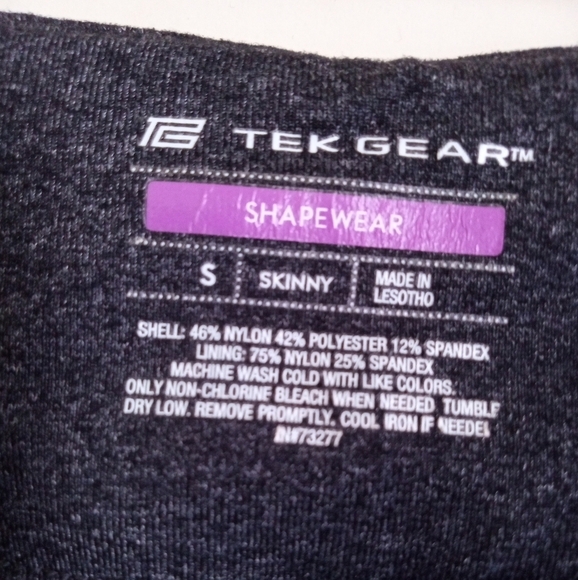 TEK GEAR™
SHAPEWEAR
S SKINNY MADE IN
LESOTHO
SHELL: 46% NYLON 42% POLYESTER 12% SPANDEX
LINING: 75% NYLON 25% SPANDEX
MACHINE WASH COLD WITH LIKE COLORS.
ONLY NON-CHLORINE BLEACH WHEN NEEDED. TUMBLE
DRY LOW. REMOVE PROMPTLY. COOL IRON IF NEEDED
RN#73277